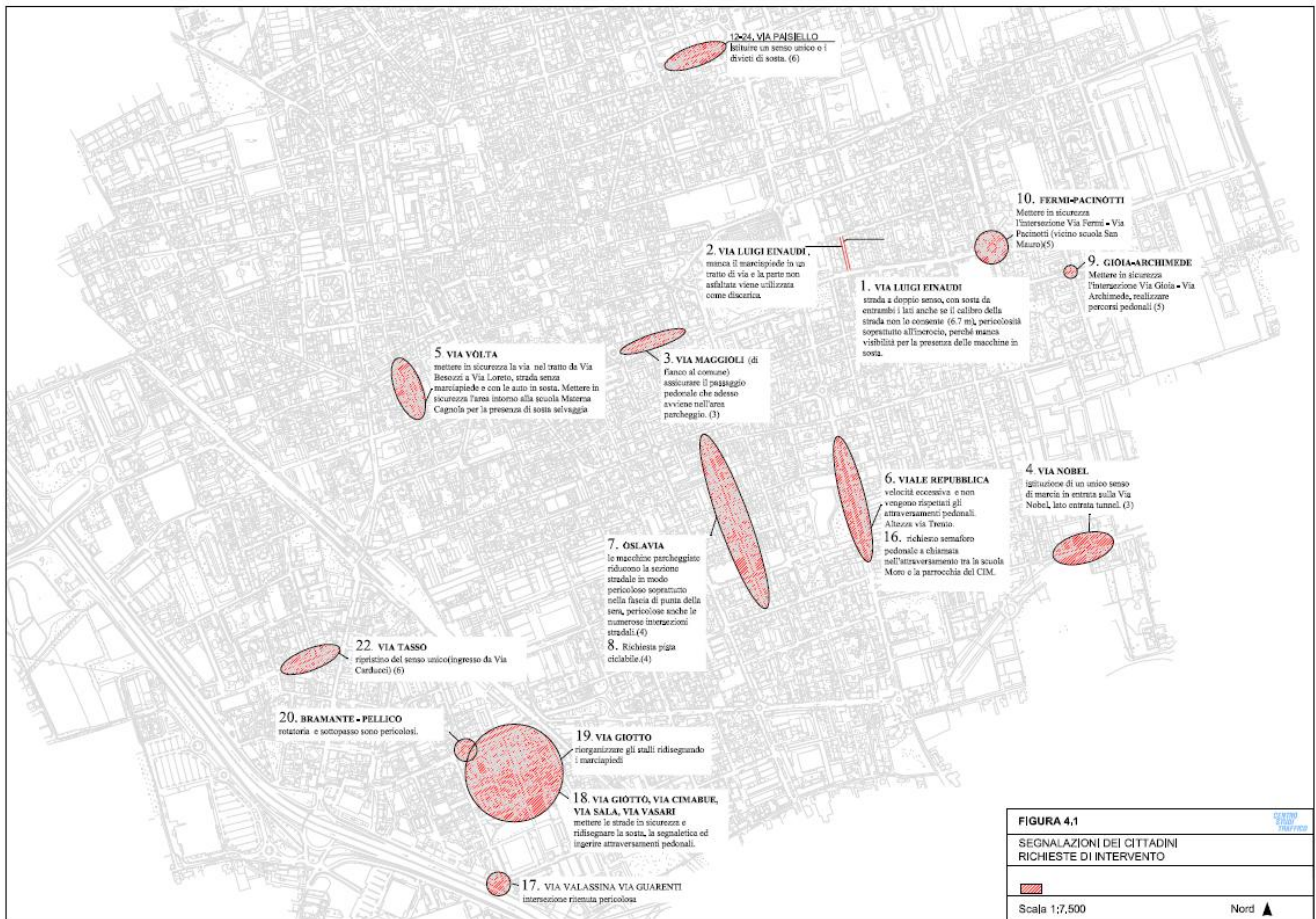 12-24, VIA PAISIELLO
Istituire un senso unico o i
divieti di sosta. (6)
10. FERMI-PACINOTTI
Mettere in sicurezza
l'intersezione Via Fermi - Via
Pacinotti (vicino scuola San
Mauro)(5)
9. GIOIA-ARCHIMEDE
Mettere in sicurezza
l'intersezione Via Gioia - Via
Archimede, realizzare
percorsi pedonali (5)
2. VIA LUIGI EINAUDI,
manca il marciapiede in un
tratto di via e la parte non
asfaltata viene utilizzata
come discarica.
1. VIA LUIGI EINAUDI
strada a doppio senso, con sosta da
entrambi i lati anche se il calibro della
strada non lo consente (6.7 m), pericolosità
soprattutto all'incrocio, perché manca
visibilità per la presenza delle macchine in
sosta.
5. VIA VOLTA
mettere in sicurezza la via nel tratto da Via
Besozzi a Via Loreto, strada senza
marciapiede e con le auto in sosta. Mettere in
sicurezza l'area intorno alla scuola Materna
Cagnola per la presenza di sosta selvaggia
3. VIA MAGGIOLI (di
fianco al comune)
assicurare il passaggio
pedonale che adesso
avviene nell'area
parcheggio. (3)
6. VIALE REPUBBLICA
velocità eccessiva e non
vengono rispettati gli
attraversamenti pedonali.
Altezza via Trento.
16. richiesto semaforo
pedonale a chiamata
nell'attraversamento tra la scuola
Moro e la parrocchia del CIM.
4. VIA NOBEL
istituzione di un unico senso
di marcia in entrata sulla Via
Nobel, lato entrata tunnel. (3)
7. OSLAVIA
le macchine parcheggiate
riducono la sezione
stradale in modo
pericoloso soprattutto
nella fascia di punta della
sera, pericolose anche le
numerose intersezioni
stradali.(4)
8. Richiesta pista
ciclabile.(4)
22. VIA TASSO
ripristino del senso unico(ingresso da Via
Carducci) (6)
20. BRAMANTE - PELLICO
rotatoria e sottopasso sono pericolosi.
19. VIA GIOTTO
riorganizzare gli stalli ridisegnando
i marciapiedi
18. VIA GIOTTO, VIA CIMABUE,
VIA SALA, VIA VASARI
mettere le strade in sicurezza e
ridisegnare la sosta, la segnaletica ed
inserire attraversamenti pedonali.
17. VIA VALASSINA VIA GUARENTI
intersezione ritenuta pericolosa
FIGURA 4.1
CENTRO
STUDI
TRAFFICO
SEGNALAZIONI DEI CITTADINI
RICHIESTE DI INTERVENTO
Scala 1:7,500
Nord